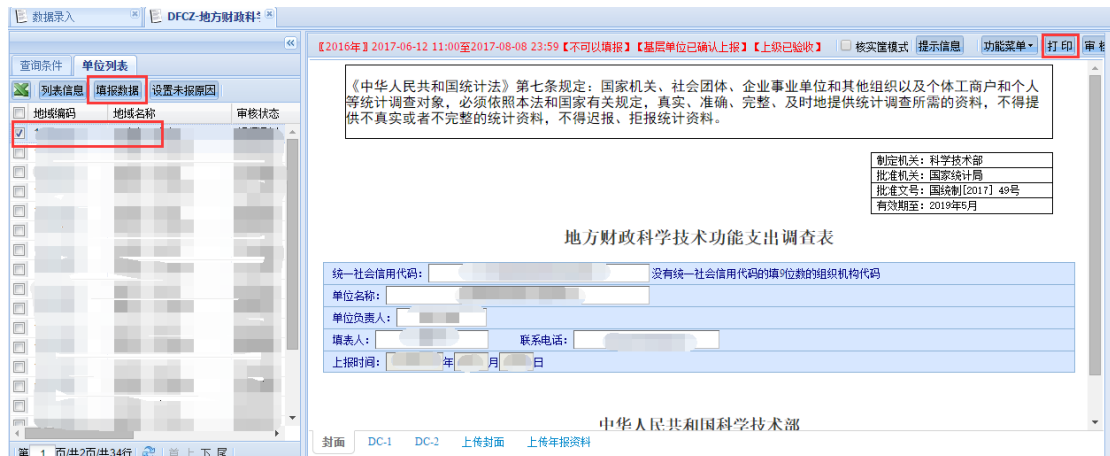 数据录入
DFCZ-地方财政科
查询条件 单位列表
列表信息 填报数据 设置未报原因
地域编码 地域名称 审核状态
第 1 页/共2页/共34行 首 上 下 尾
〖2016年〗2017-06-12 11:00至2017-08-08 23:59【不可以填报】【基层单位已确认上报】【上级已验收】 核实筐模式 提示信息 功能菜单 打印 审
《中华人民共和国统计法》第七条规定：国家机关、社会团体、企业事业单位和其他组织以及个体工商户和个人
等统计调查对象，必须依照本法和国家有关规定，真实、准确、完整、及时地提供统计调查所需的资料，不得提
供不真实或者不完整的统计资料，不得迟报、拒报统计资料。
制定机关：科学技术部
批准机关：国家统计局
批准文号：国统制[2017] 49号
有效期至：2019年5月
地方财政科学技术功能支出调查表
统一社会信用代码： 没有统一社会信用代码的填9位数的组织机构代码
单位名称：
单位负责人：
填表人： 联系电话：
上报时间： 年 月 日
中华人民共和国科学技术部
封面 DC-1 DC-2 上传封面 上传年报资料